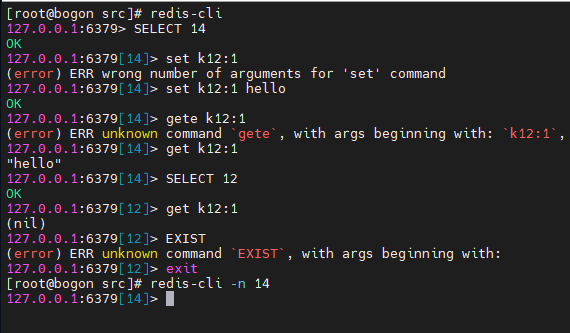 [root@bogon src]# redis-cli
127.0.0.1:6379> SELECT 14
OK
127.0.0.1:6379[14]> set k12:1
(error) ERR wrong number of arguments for 'set' command
127.0.0.1:6379[14]> set k12:1 hello
OK
127.0.0.1:6379[14]> gete k12:1
(error) ERR unknown command `gete`, with args beginning with: `k12:1`,
127.0.0.1:6379[14]> get k12:1
"hello"
127.0.0.1:6379[14]> SELECT 12
OK
127.0.0.1:6379[12]> get k12:1
(nil)
127.0.0.1:6379[12]> EXIST
(error) ERR unknown command `EXIST`, with args beginning with:
127.0.0.1:6379[12]> exit
[root@bogon src]# redis-cli -n 14
127.0.0.1:6379[14]>